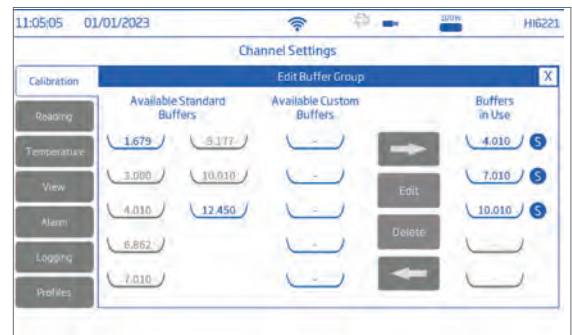 11:05:05 01/01/2023 100% HI6221
Channel Settings
Calibration
Edit Buffer Group X
Reading
Temperature
View
Alarm
Logging
Profiles
Available Standard Buffers
1.679 9.177
3.000 10.010
4.010 12.450
6.862
7.010
Available Custom Buffers
-
-
-
-
-
Edit
Delete
Buffers in Use
4.010 S
7.010 S
10.010 S
-
-